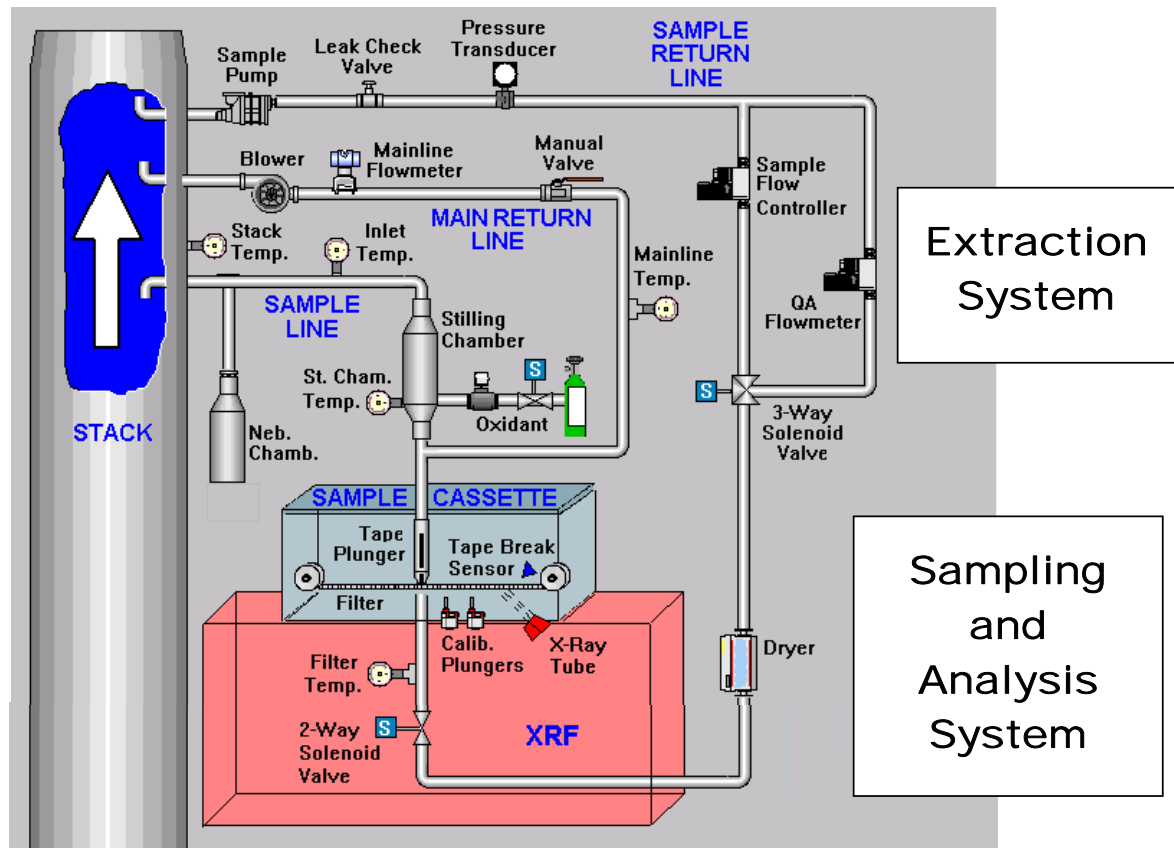 Pressure
Transducer
SAMPLE
RETURN
LINE
Leak Check
Valve
Sample
Pump
Blower
Mainline
Flowmeter
Manual
Valve
Sample
Flow
Controller
MAIN RETURN
LINE
Stack
Temp.
Inlet
Temp.
Mainline
Temp.
QA
Flowmeter
SAMPLE
LINE
Stilling
Chamber
St. Cham.
Temp.
S
Oxidant
S
3-Way
Solenoid
Valve
STACK
Neb.
Chamb.
SAMPLE CASSETTE
Tape
Plunger
Tape Break
Sensor
Filter
Calib.
Plungers
X-Ray
Tube
Dryer
Filter
Temp.
S
2-Way
Solenoid
Valve
XRF
Extraction
System
Sampling
and
Analysis
System